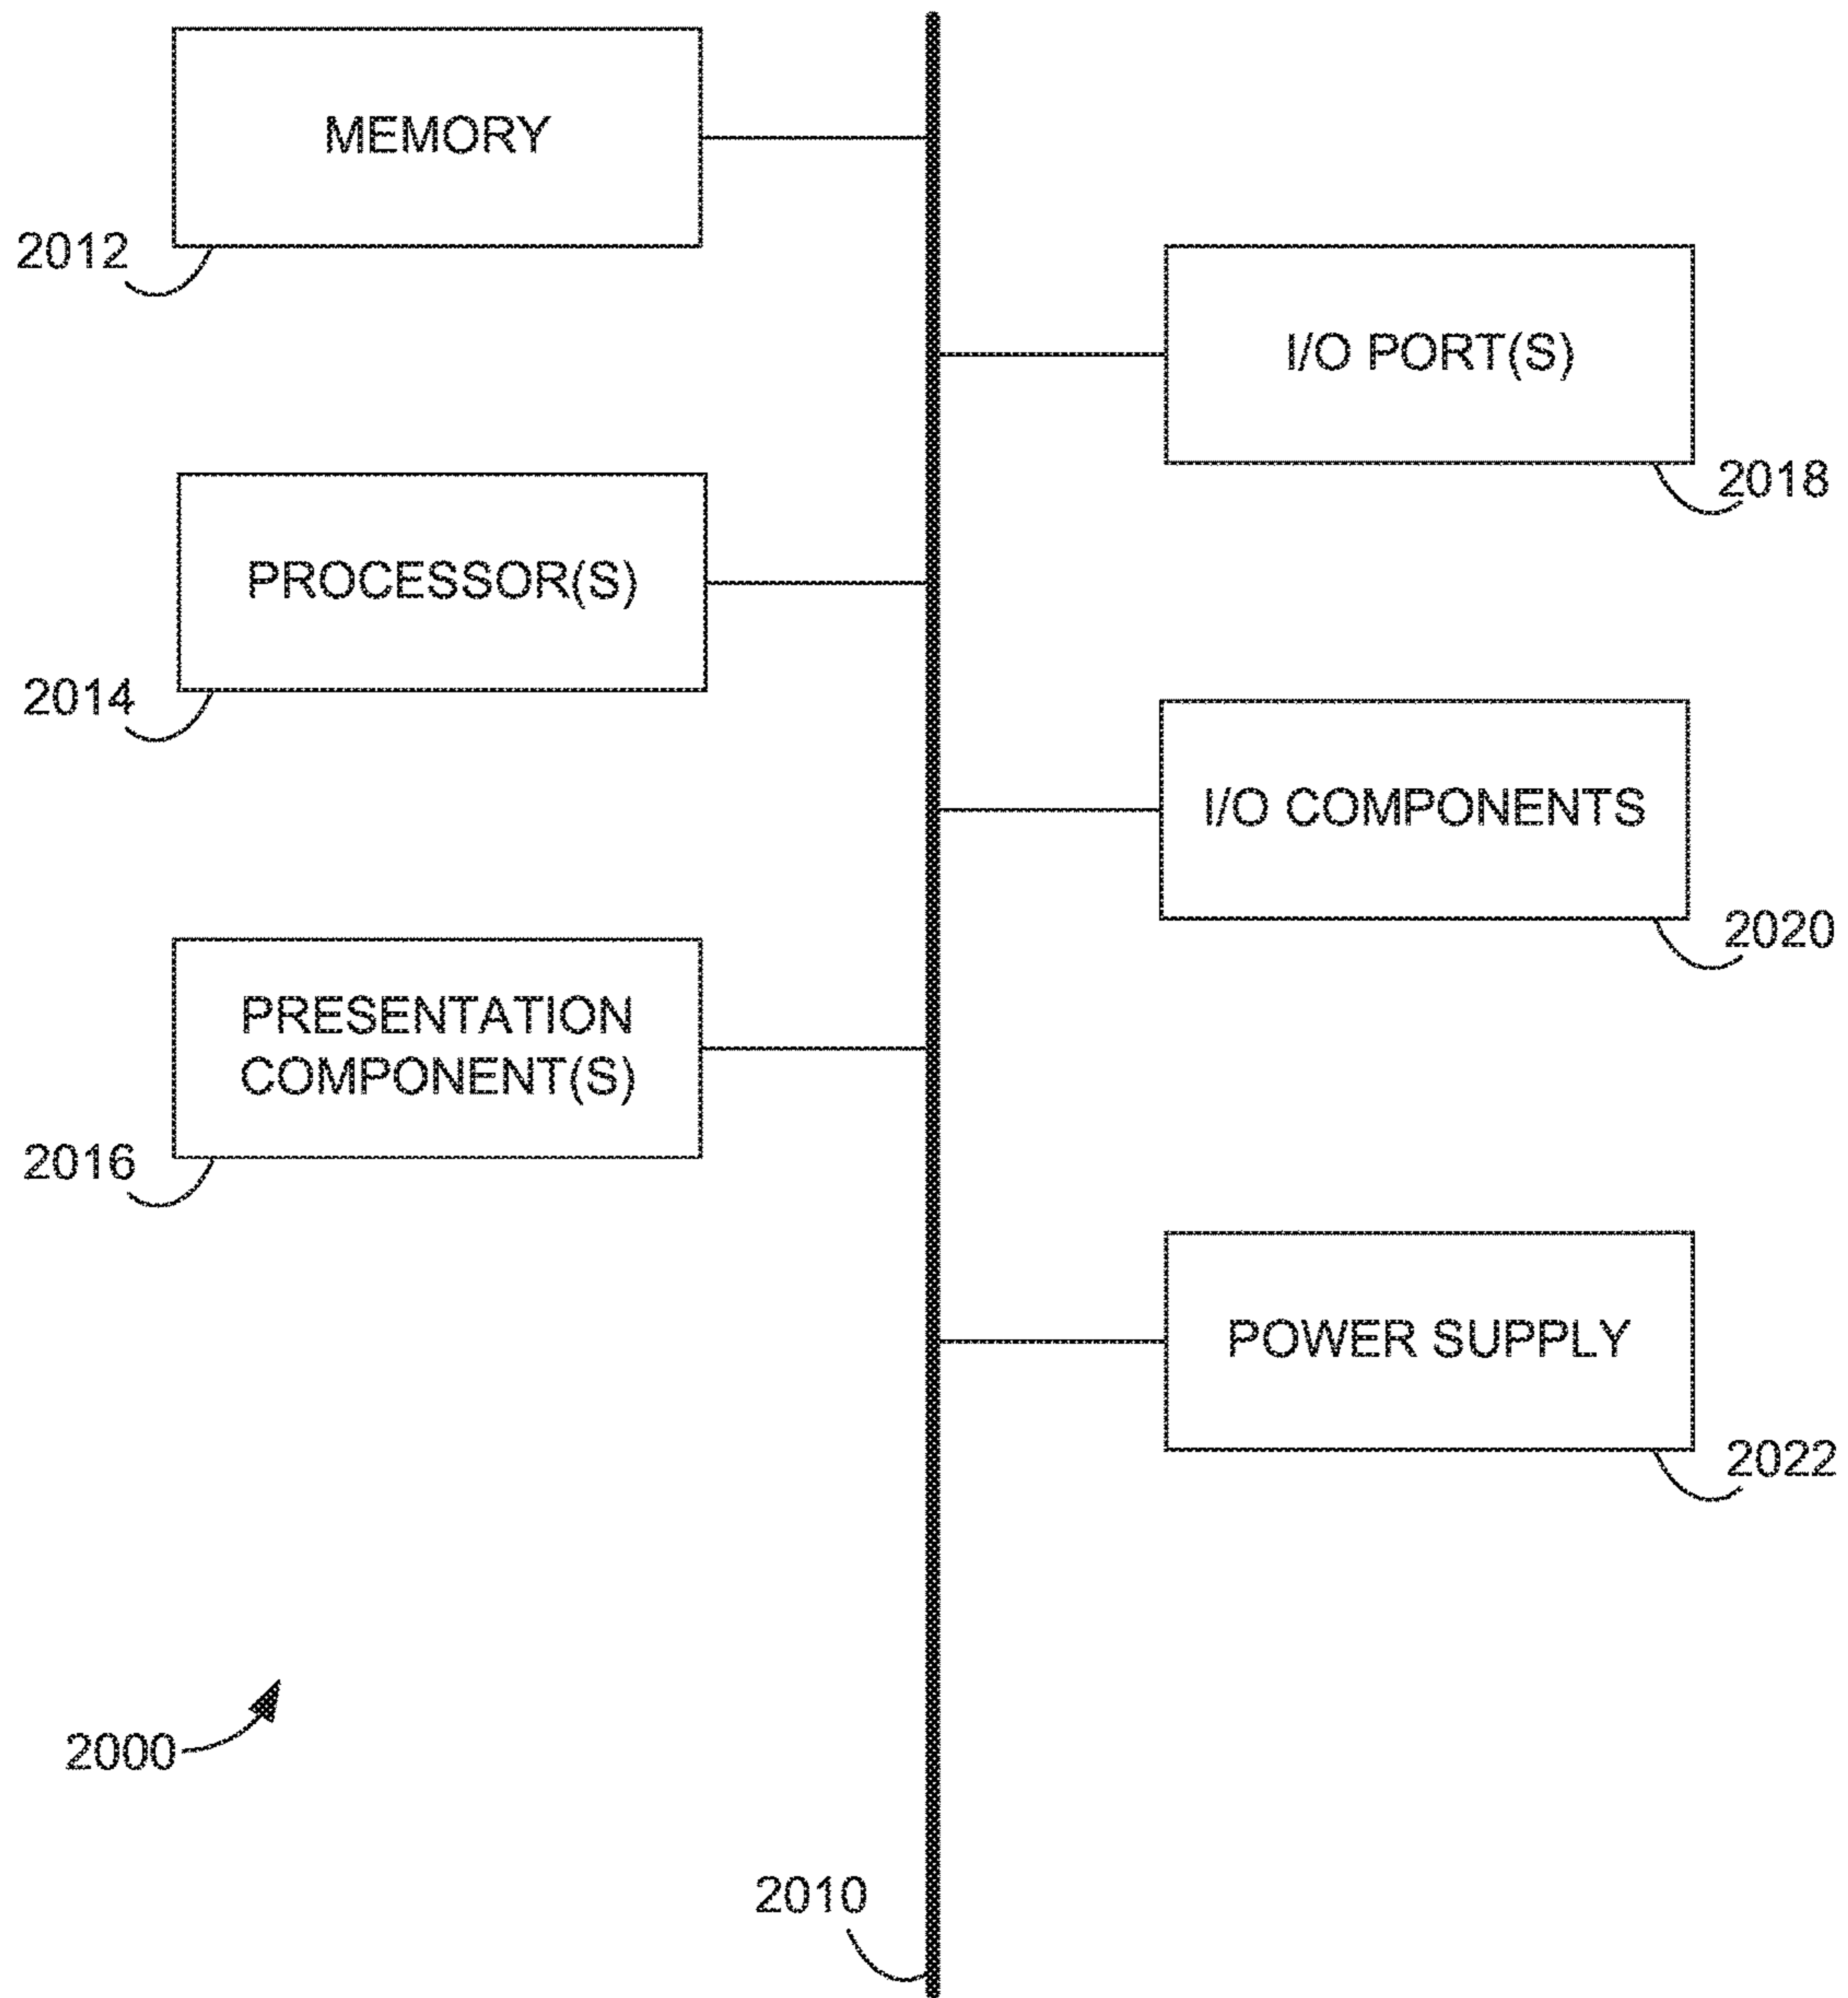 MEMORY
2012
I/O PORT(S)
2018
PROCESSOR(S)
2014
I/O COMPONENTS
2020
PRESENTATION
COMPONENT(S)
2016
POWER SUPPLY
2022
2000
2010